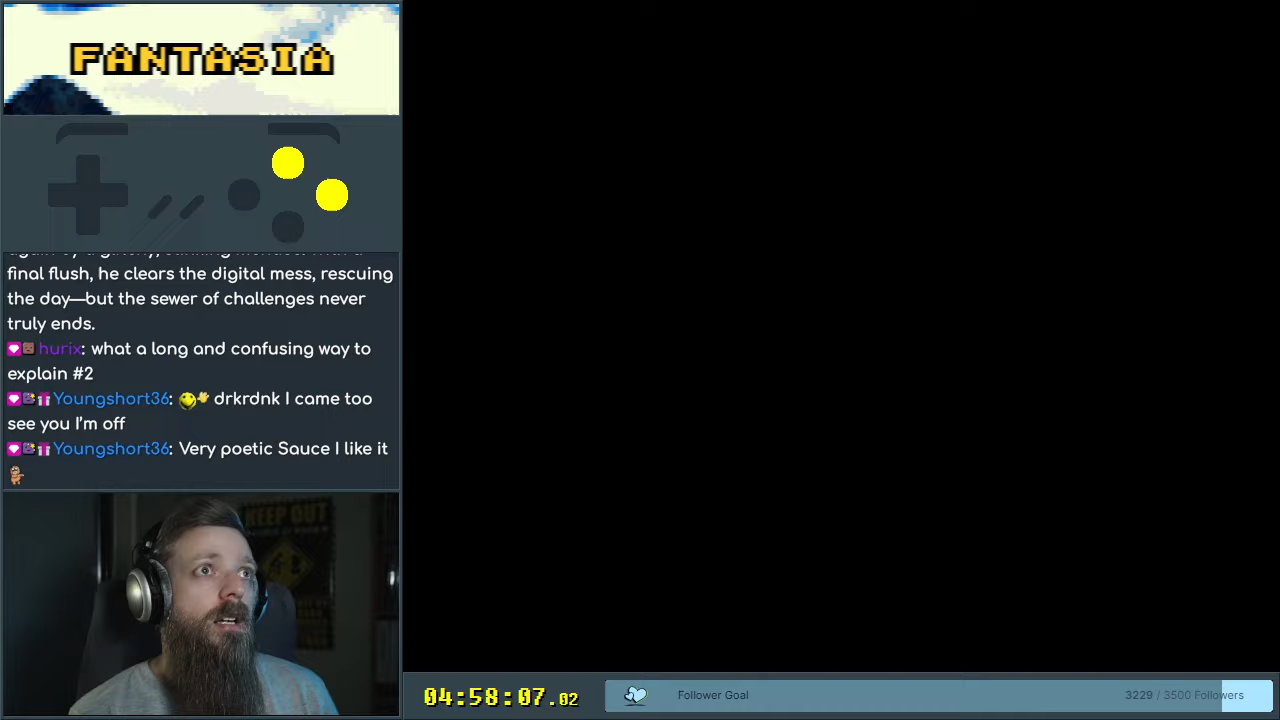 FANTASIA
final flush, he clears the digital mess, rescuing
the day—but the sewer of challenges never
truly ends.
hurix: what a long and confusing way to
explain #2
Youngshort36: drkrdnk I came too
see you I'm off
Youngshort36: Very poetic Sauce I like it
KEEP OUT
04:58:07.02
Follower Goal
3229 / 3500 Followers